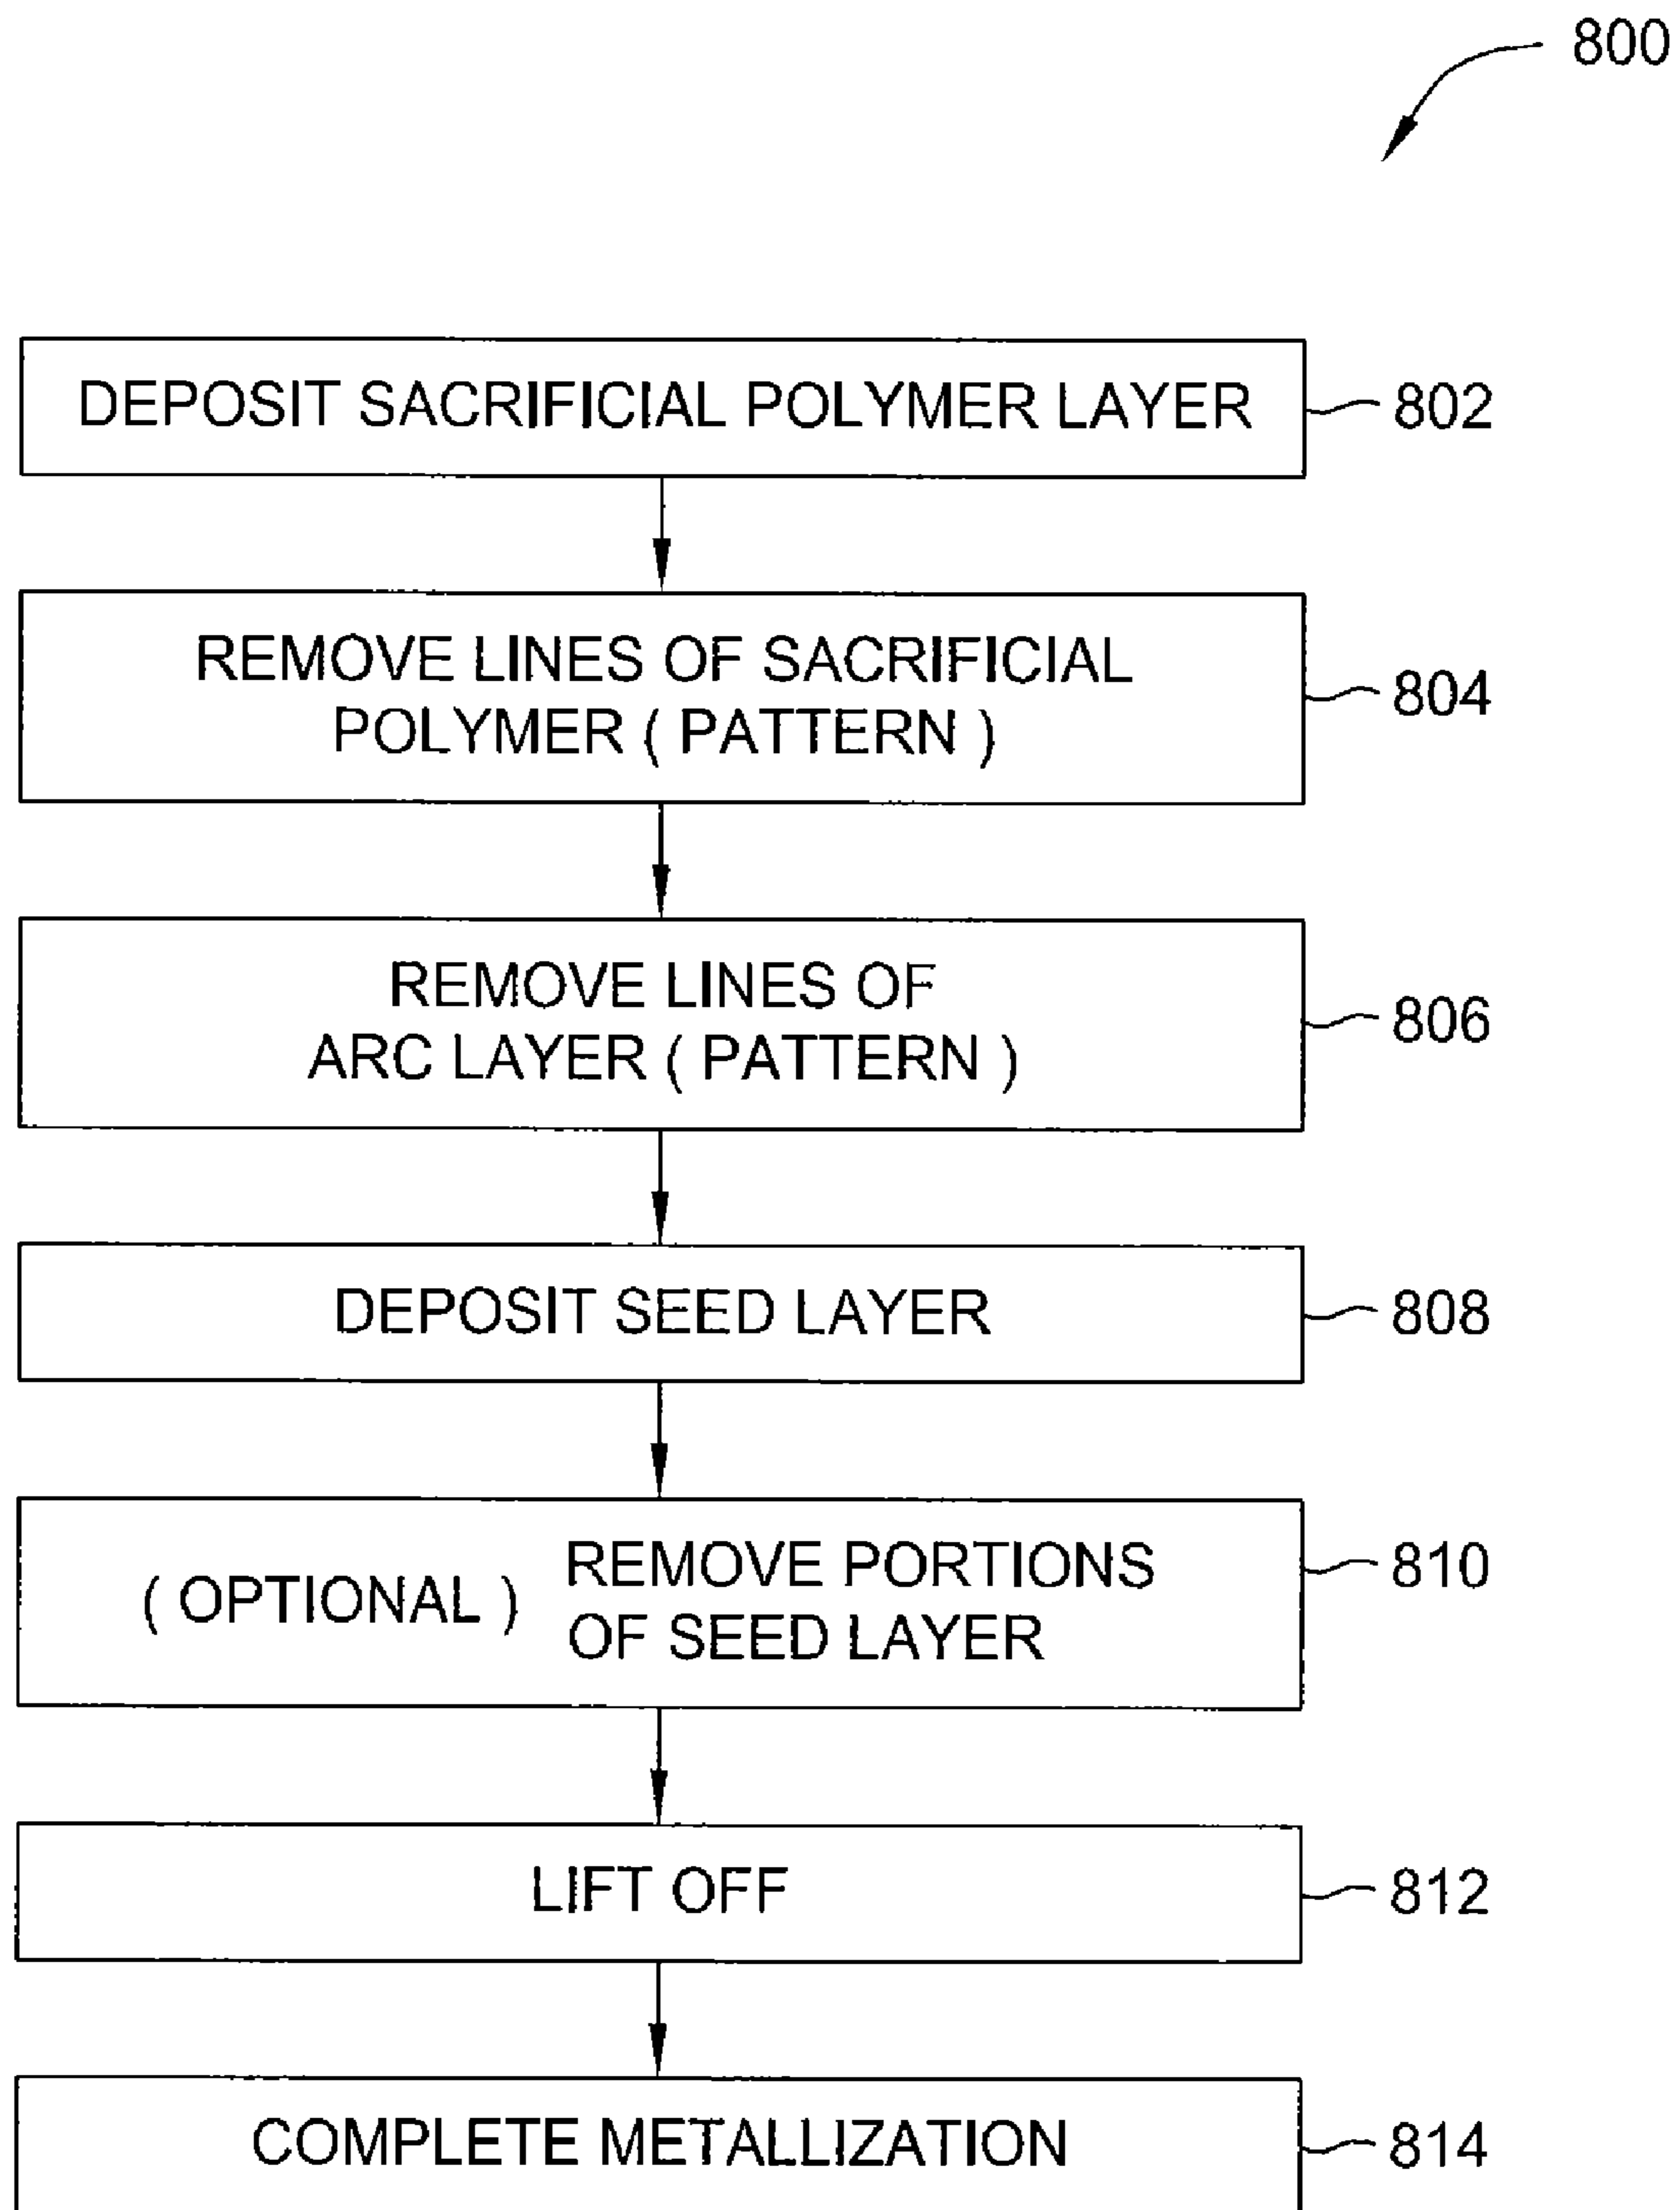 800
DEPOSIT SACRIFICIAL POLYMER LAYER
802
REMOVE LINES OF SACRIFICIAL
POLYMER ( PATTERN )
804
REMOVE LINES OF
ARC LAYER ( PATTERN )
806
DEPOSIT SEED LAYER
808
( OPTIONAL )
REMOVE PORTIONS
OF SEED LAYER
810
LIFT OFF
812
COMPLETE METALLIZATION
814